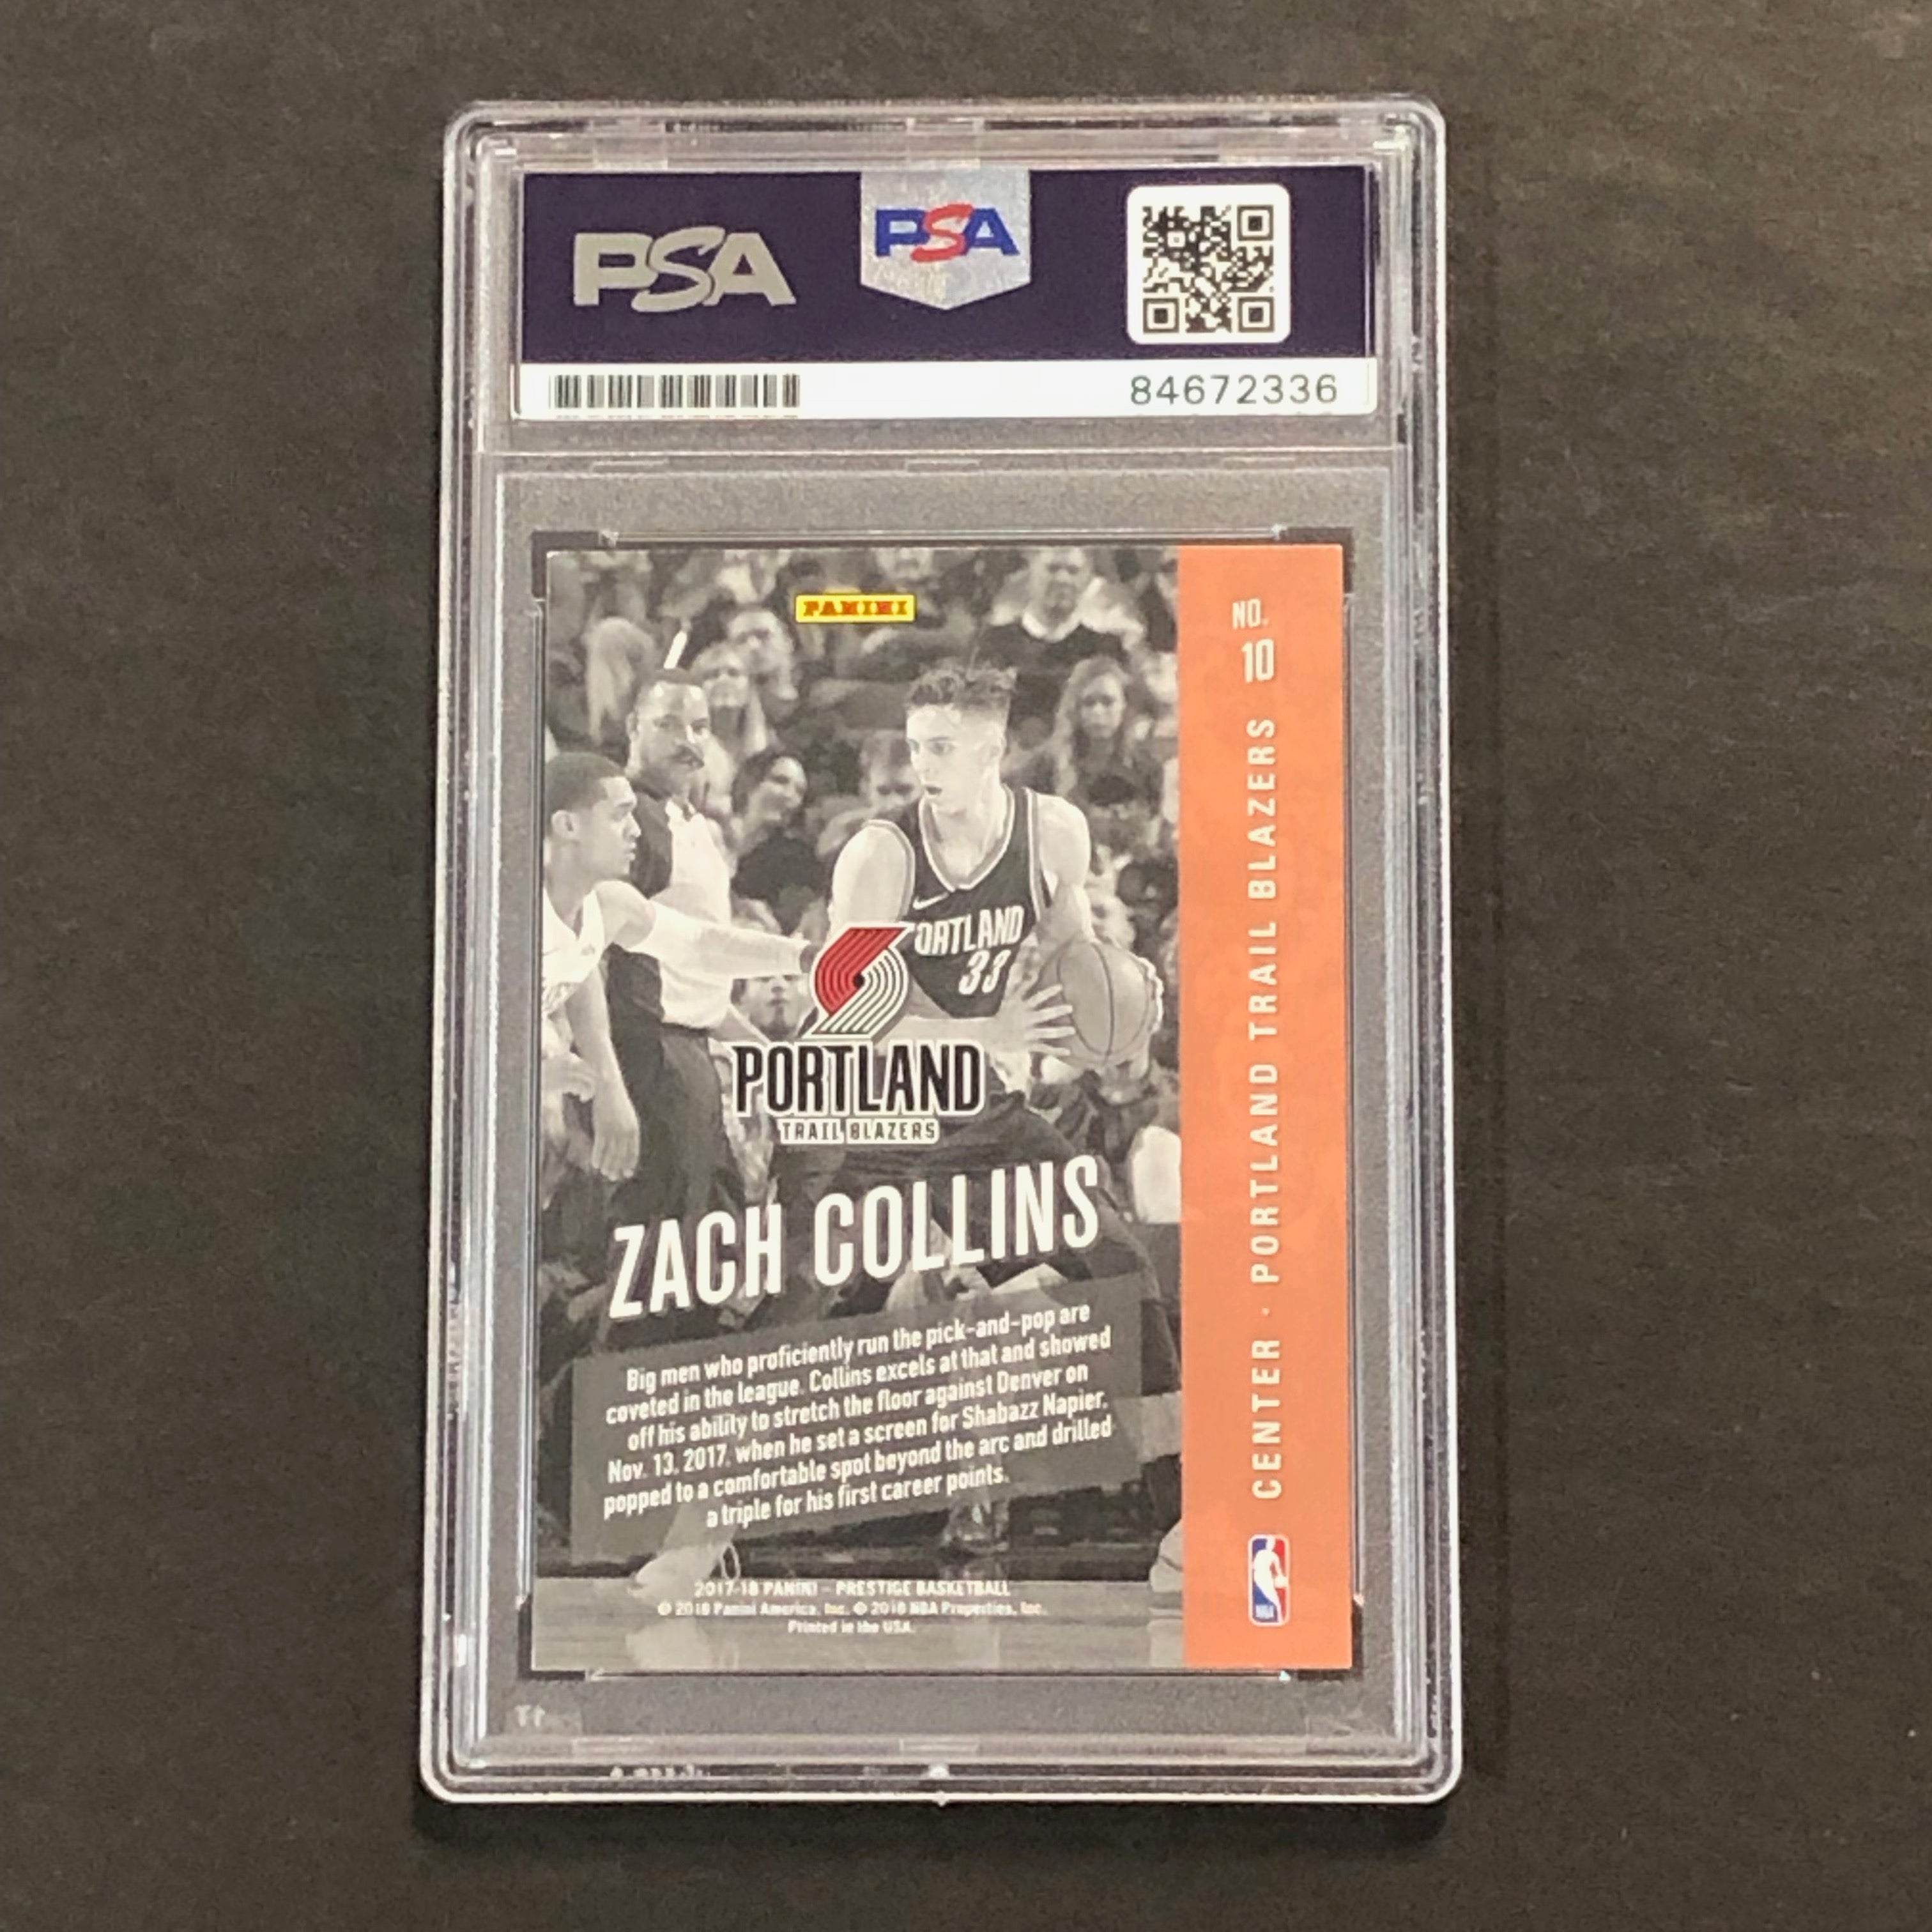 PSA
PSA
84672336
PANINI
NO.
10
CENTER · PORTLAND TRAIL BLAZERS
PORTLAND
33
PORTLAND
TRAIL BLAZERS
ZACH COLLINS
Big men who proficiently run the pick-and-pop are
coveted in the league. Collins excels at that and showed
off his ability to stretch the floor against Denver on
Nov. 13, 2017, when he set a screen for Shabazz Napier,
popped to a comfortable spot beyond the arc and drilled
a triple for his first career points.
2017-18 PANINI – PRESTIGE BASKETBALL
© 2018 Panini America, Inc. © 2018 NBA Properties, Inc.
Printed in the USA.
NBA